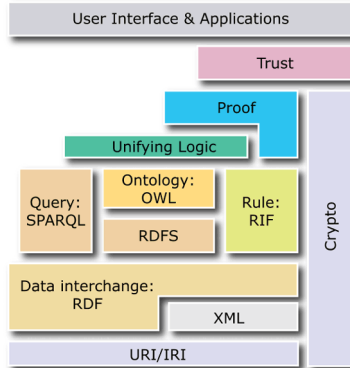 User Interface & Applications
Trust
Proof
Unifying Logic
Query:
SPARQL
Ontology:
OWL
RDFS
Rule:
RIF
Crypto
Data interchange:
RDF
XML
URI/IRI